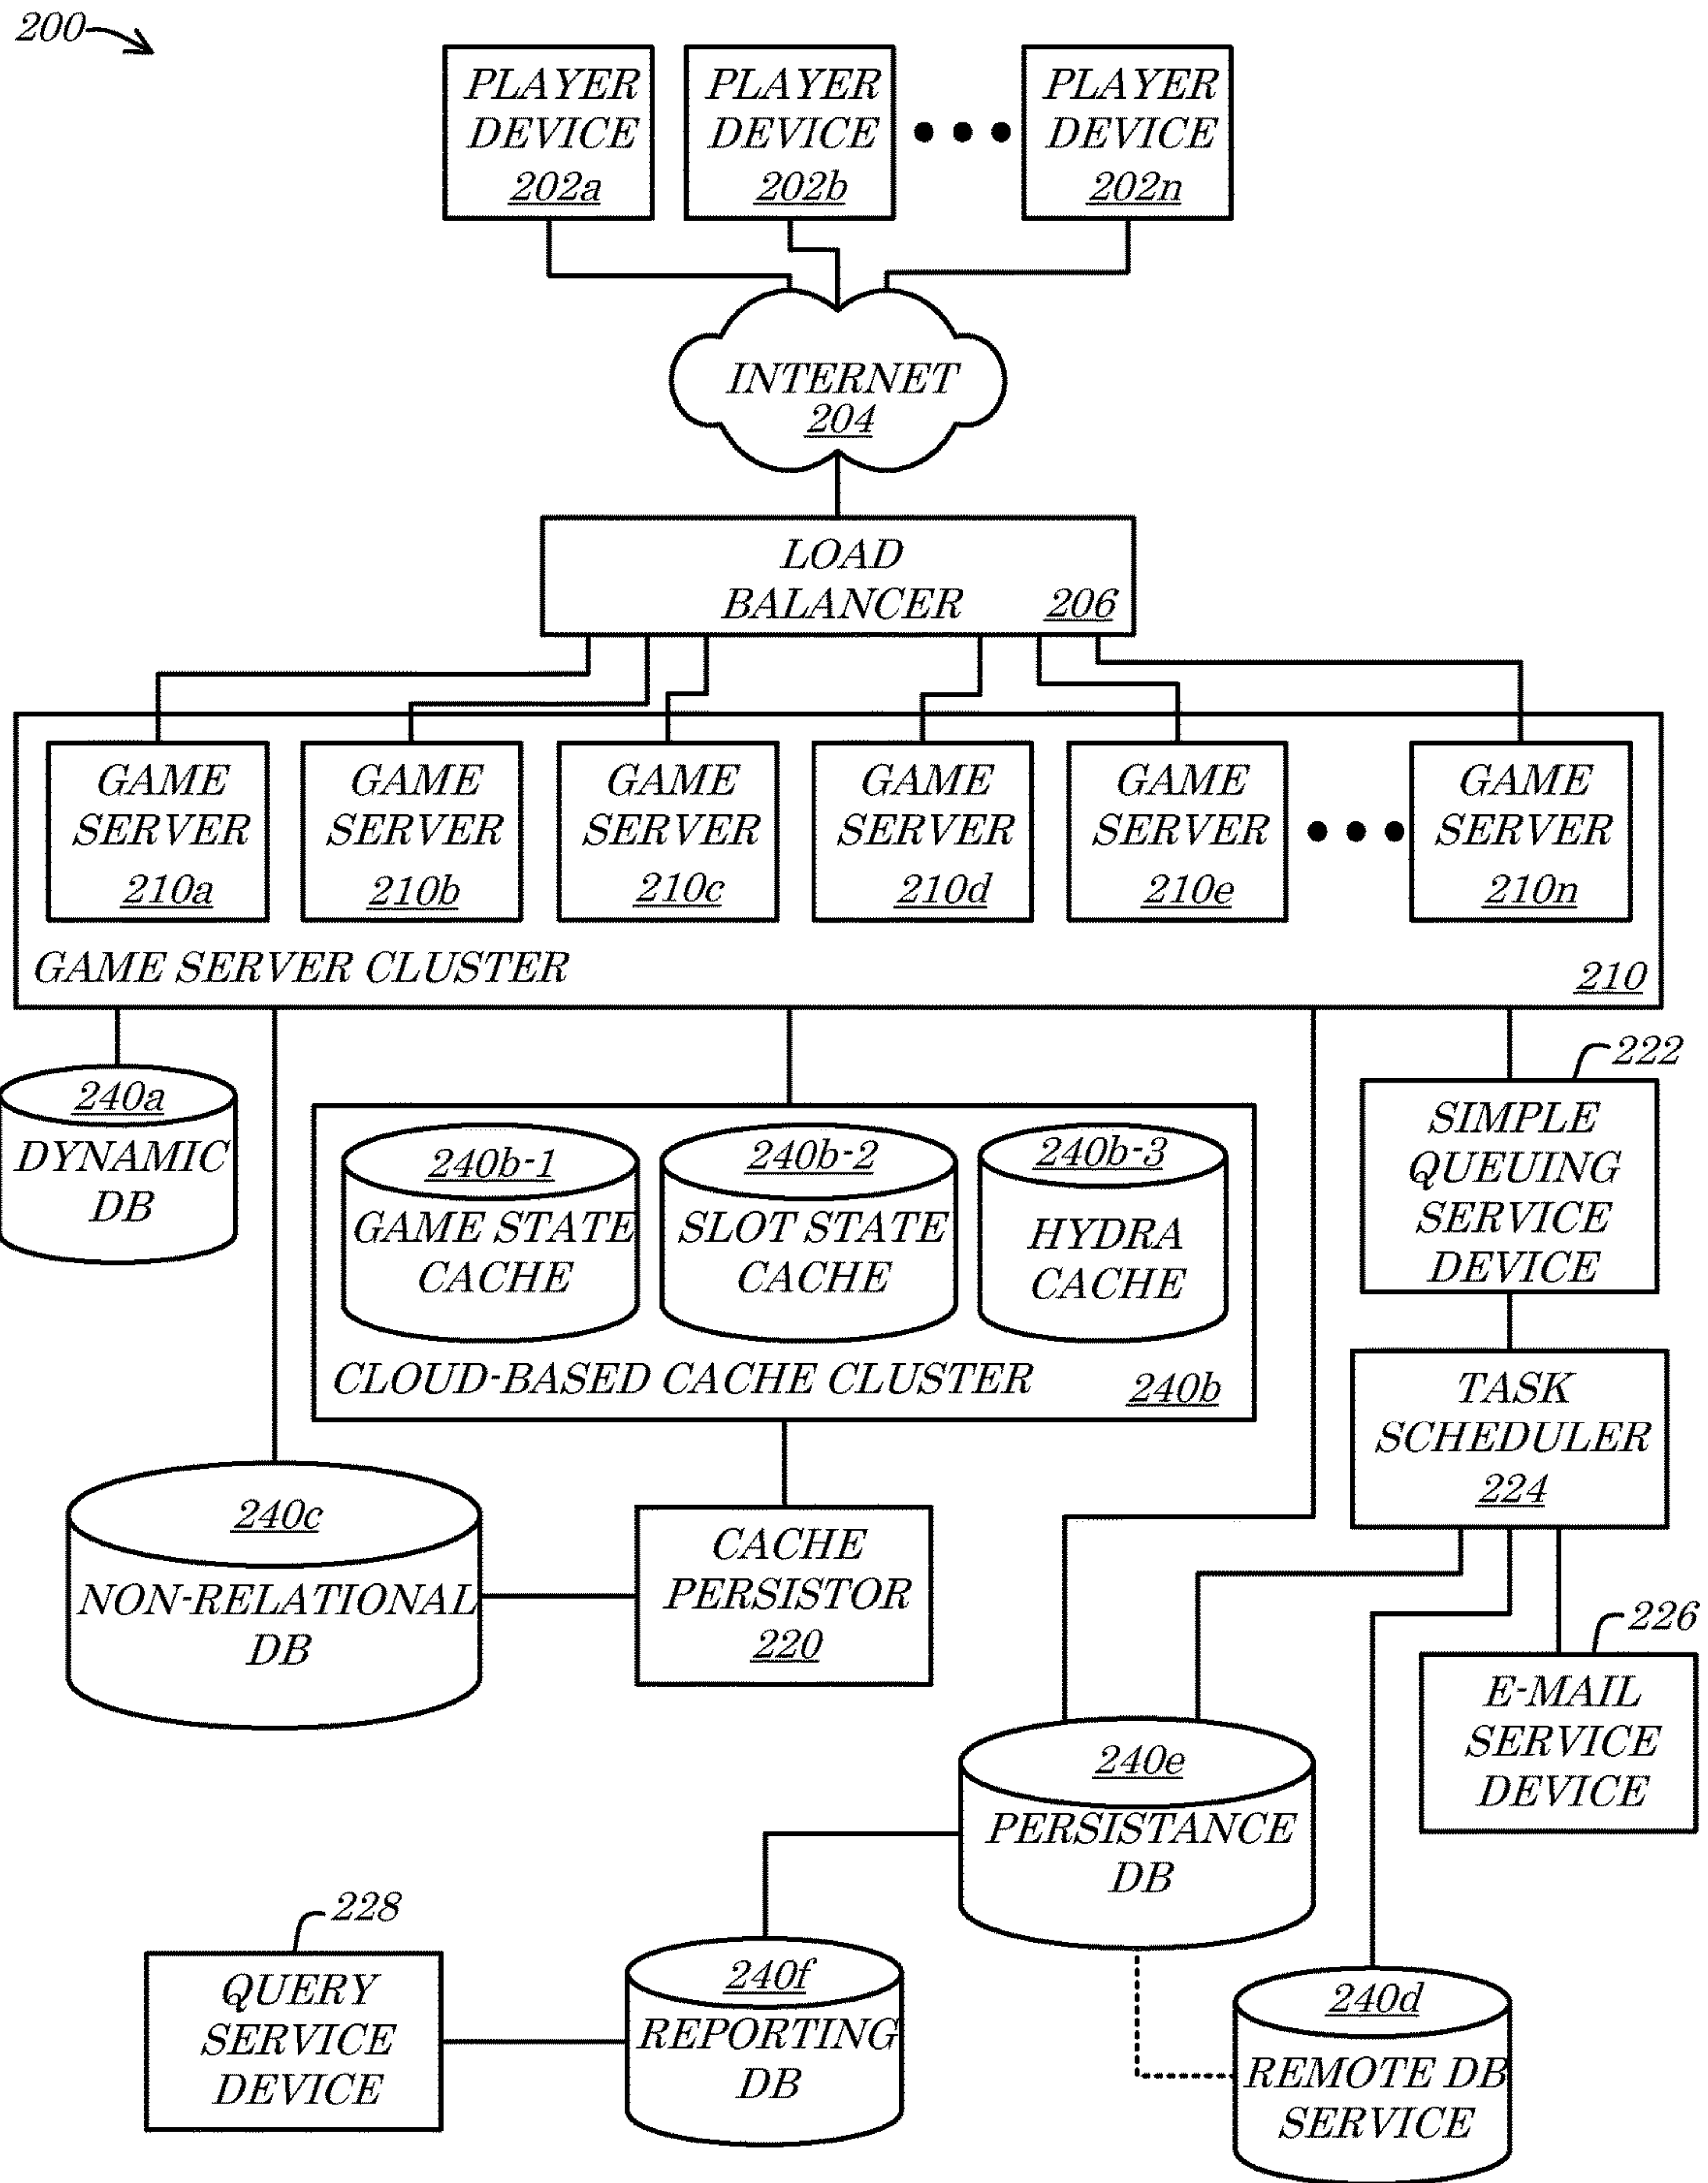 200
PLAYER
DEVICE
202a
PLAYER
DEVICE
202b
PLAYER
DEVICE
202n
INTERNET
204
LOAD
BALANCER
206
GAME
SERVER
210a
GAME
SERVER
210b
GAME
SERVER
210c
GAME
SERVER
210d
GAME
SERVER
210e
GAME
SERVER
210n
GAME SERVER CLUSTER
210
240a
DYNAMIC
DB
240b-1
GAME STATE
CACHE
240b-2
SLOT STATE
CACHE
240b-3
HYDRA
CACHE
CLOUD-BASED CACHE CLUSTER
240b
222
SIMPLE
QUEUING
SERVICE
DEVICE
TASK
SCHEDULER
224
240c
NON-RELATIONAL
DB
CACHE
PERSISTOR
220
226
E-MAIL
SERVICE
DEVICE
240e
PERSISTANCE
DB
228
QUERY
SERVICE
DEVICE
240f
REPORTING
DB
240d
REMOTE DB
SERVICE